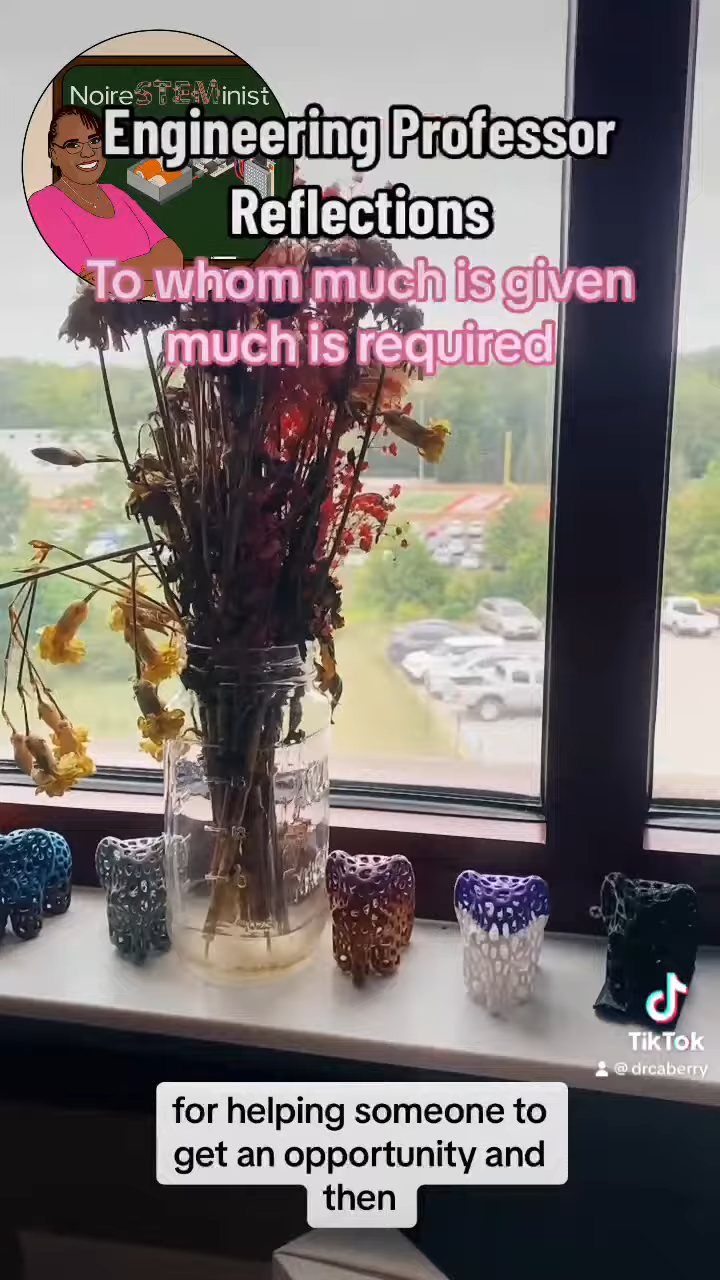 NoireSTEMinist
Engineering Professor
Reflections
To whom much is given
much is required
TikTok
@drcaberry
for helping someone to
get an opportunity and
then